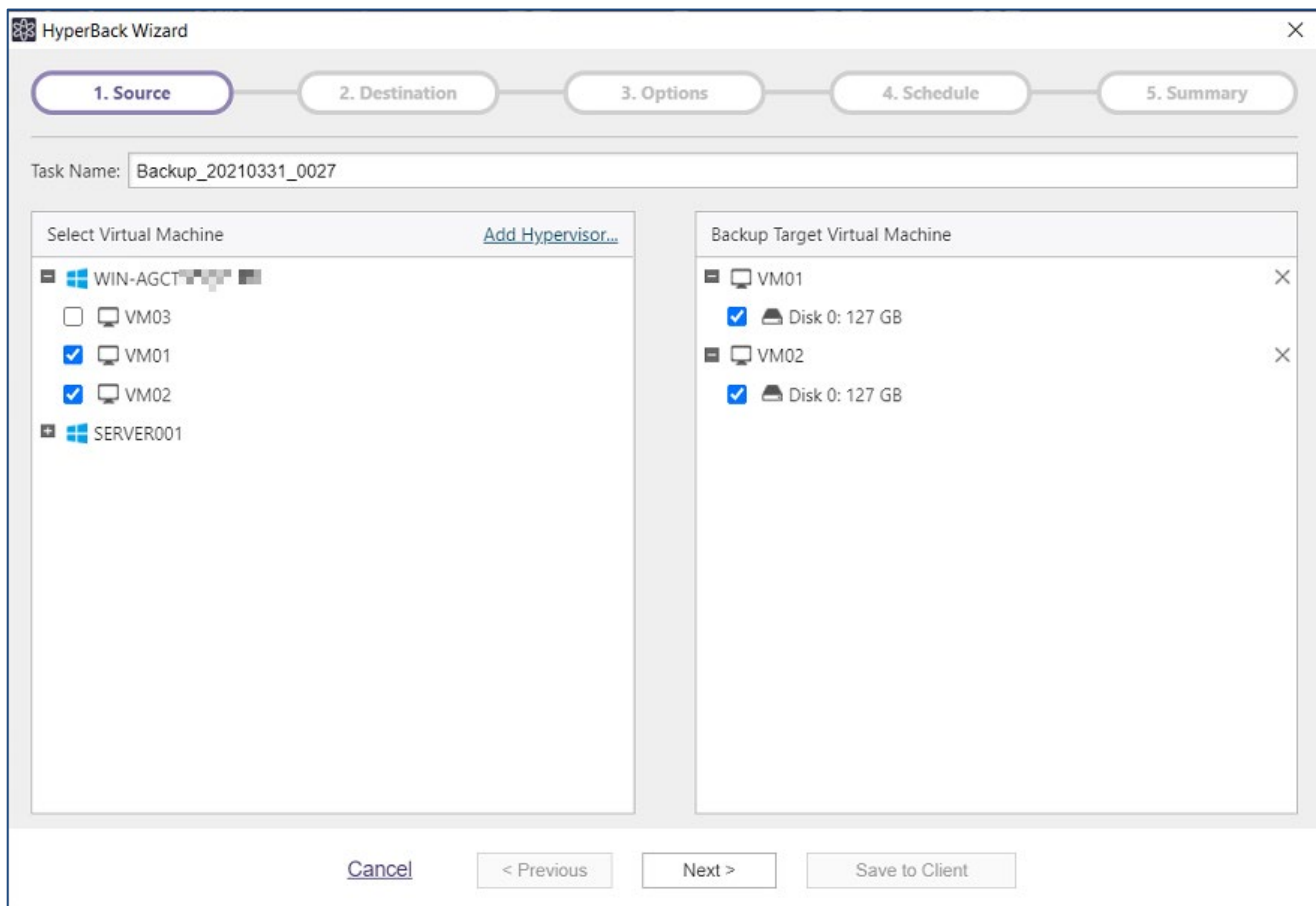 HyperBack Wizard
1. Source
2. Destination
3. Options
4. Schedule
5. Summary
Task Name: Backup_20210331_0027
Select Virtual Machine
Add Hypervisor...
WIN-AGCT
VM03
VM01
VM02
SERVER001
Backup Target Virtual Machine
VM01
Disk 0: 127 GB
VM02
Disk 0: 127 GB
Cancel
< Previous
Next >
Save to Client